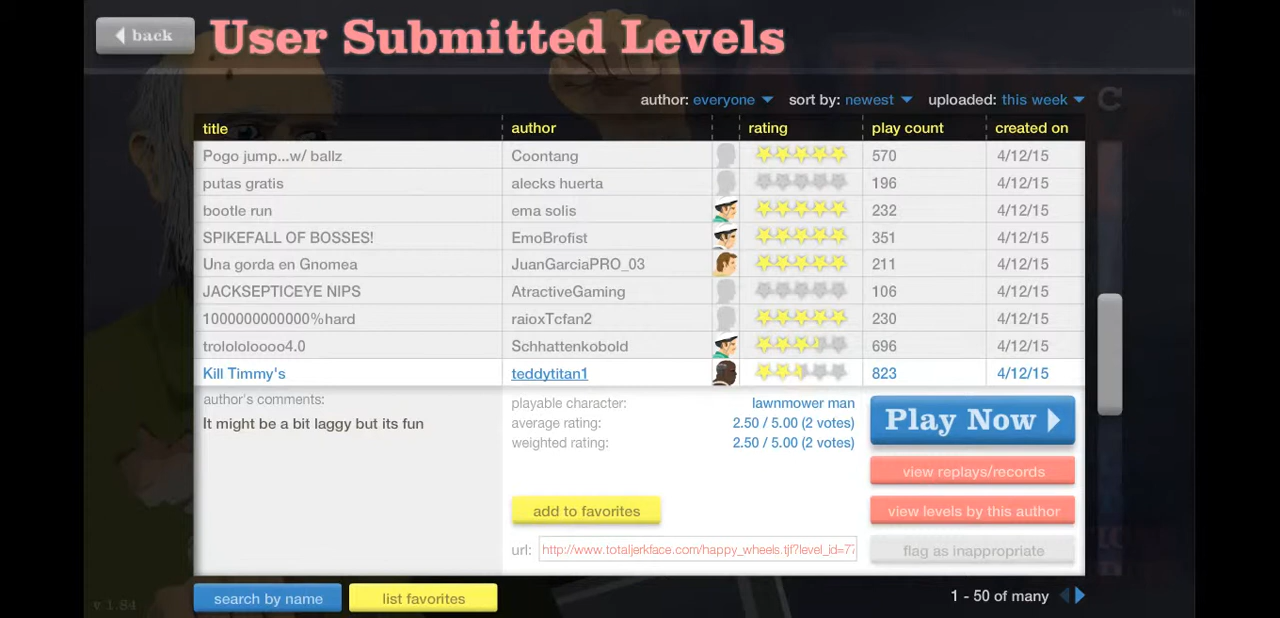 back
User Submitted Levels
author: everyone sort by: newest uploaded: this week
title author rating play count created on
Pogo jump...w/ ballz Coontang 570 4/12/15
putas gratis alecks huerta 196 4/12/15
bootle run ema solis 232 4/12/15
SPIKEFALL OF BOSSES! EmoBrofist 351 4/12/15
Una gorda en Gnomea JuanGarciaPRO_03 211 4/12/15
JACKSEPTICEYE NIPS AtractiveGaming 106 4/12/15
1000000000000%hard raioxTcfan2 230 4/12/15
trolololoooo4.0 Schhattenkobold 696 4/12/15
Kill Timmy's teddytitan1 823 4/12/15
author's comments:
It might be a bit laggy but its fun
playable character: lawnmower man
average rating: 2.50 / 5.00 (2 votes)
weighted rating: 2.50 / 5.00 (2 votes)
add to favorites
url: http://www.totaljerkface.com/happy_wheels.tjf?level_id=77
Play Now
view replays/records
view levels by this author
flag as inappropriate
v 1.84
search by name
list favorites
1 - 50 of many